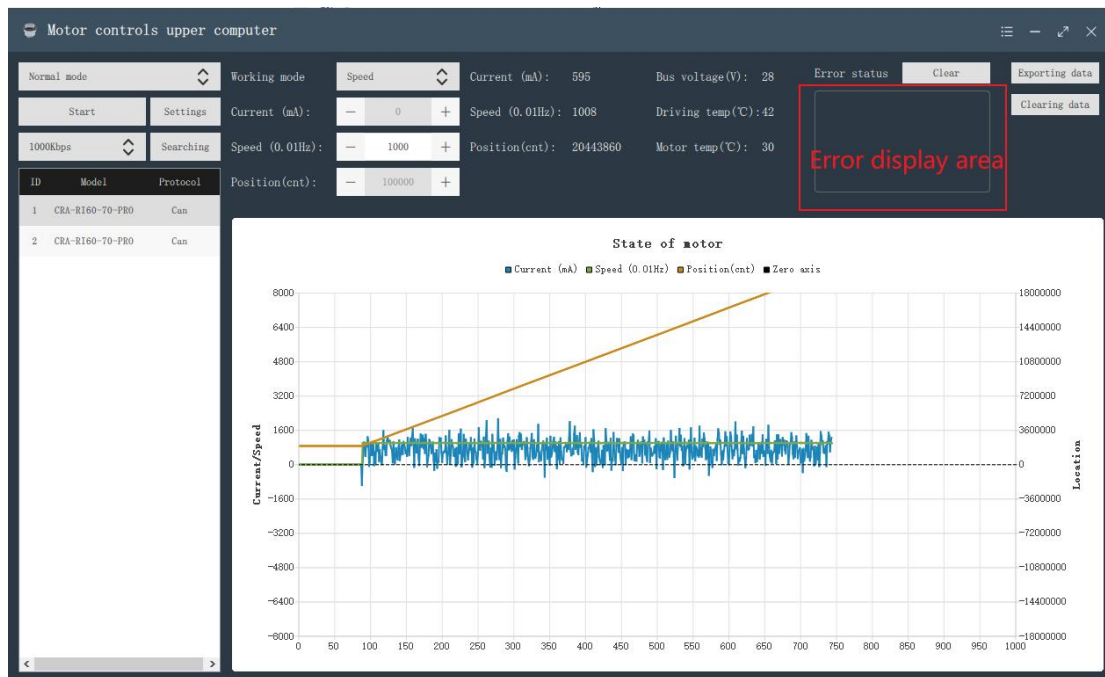 Motor controls upper computer
Normal mode
Working mode
Speed
Current (mA):
595
Bus voltage(V):
28
Error status
Clear
Exporting data
Start
Settings
Current (mA):
0
Speed (0.01Hz):
1008
Driving temp(℃):
42
Clearing data
1000Kbps
Searching
Speed (0.01Hz):
1000
Position(cnt):
20443860
Motor temp(℃):
30
Error display area
Position(cnt):
100000
ID
Model
Protocol
1
CRA-RI60-70-PRO
Can
2
CRA-RI60-70-PRO
Can
State of motor
Current (mA)
Speed (0.01Hz)
Position(cnt)
Zero axis
8000
6400
4800
3200
1600
0
-1600
-3200
-4800
-6400
-8000
Current/Speed
18000000
14400000
10800000
7200000
3600000
0
-3600000
-7200000
-10800000
-14400000
-18000000
Location
0
50
100
150
200
250
300
350
400
450
500
550
600
650
700
750
800
850
900
950
1000